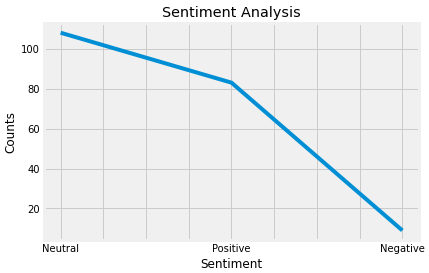 Sentiment Analysis
100
80
60
40
20
Counts
Neutral Positive Negative
Sentiment